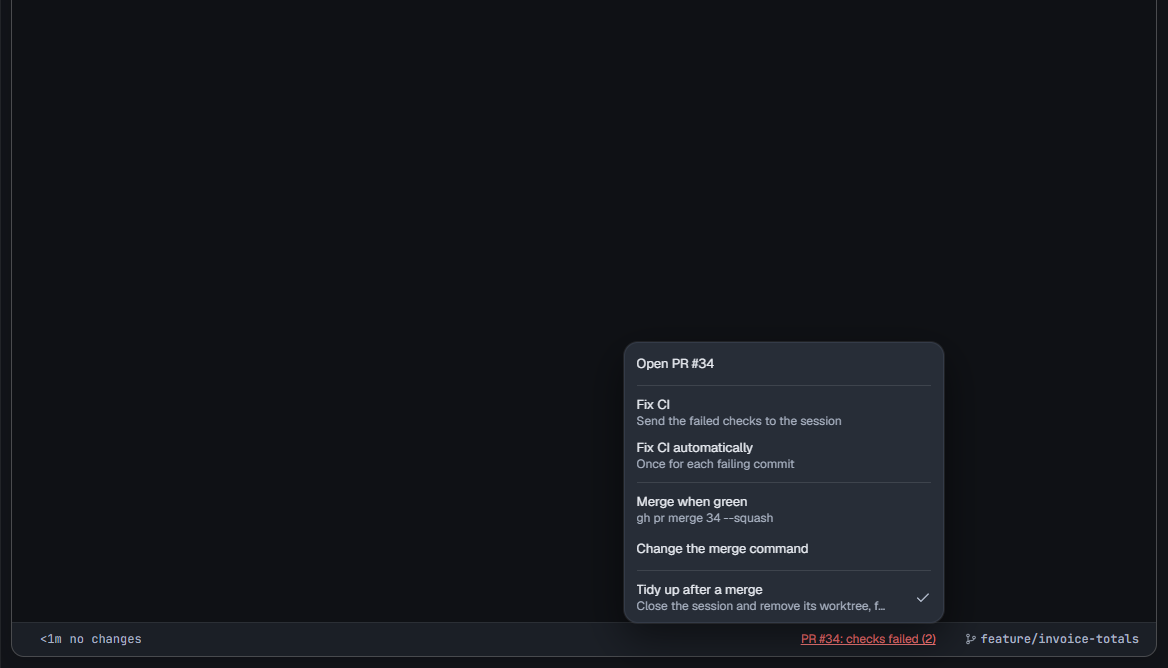 Open PR #34
Fix CI
Send the failed checks to the session
Fix CI automatically
Once for each failing commit
Merge when green
gh pr merge 34 --squash
Change the merge command
Tidy up after a merge
Close the session and remove its worktree, f…
<1m no changes
PR #34: checks failed (2)
feature/invoice-totals